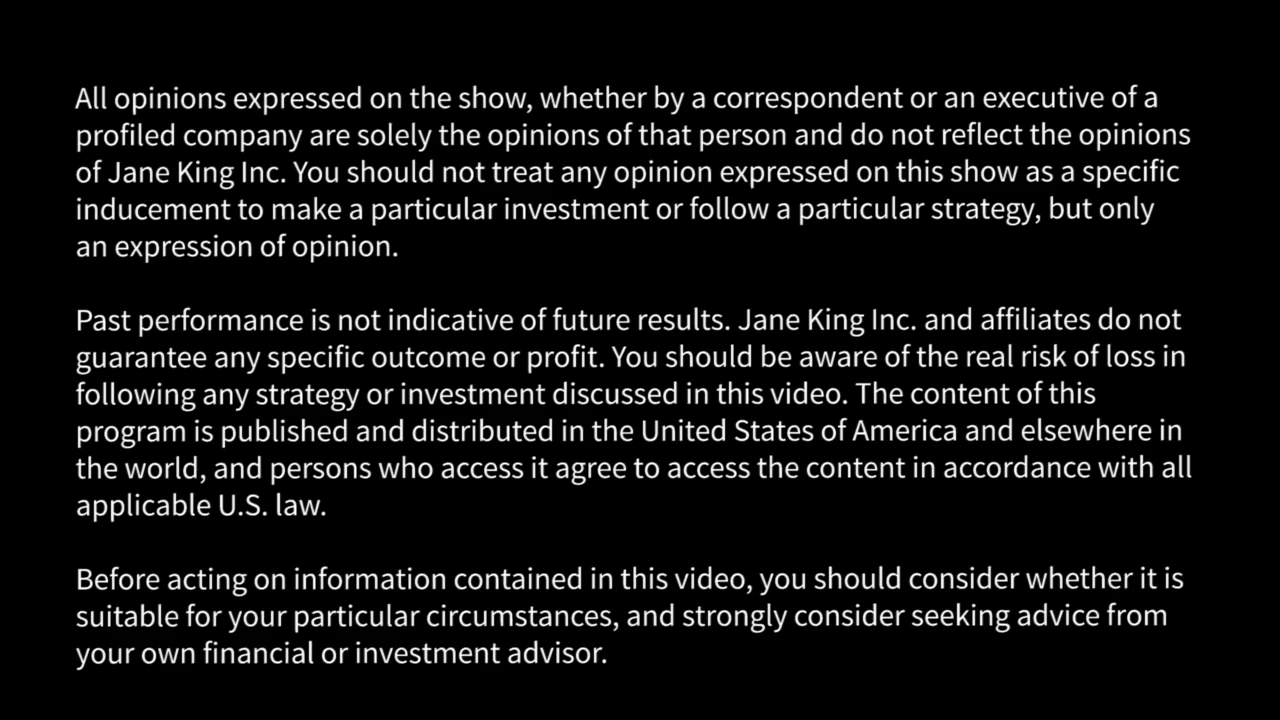 All opinions expressed on the show, whether by a correspondent or an executive of a
profiled company are solely the opinions of that person and do not reflect the opinions
of Jane King Inc. You should not treat any opinion expressed on this show as a specific
inducement to make a particular investment or follow a particular strategy, but only
an expression of opinion.
Past performance is not indicative of future results. Jane King Inc. and affiliates do not
guarantee any specific outcome or profit. You should be aware of the real risk of loss in
following any strategy or investment discussed in this video. The content of this
program is published and distributed in the United States of America and elsewhere in
the world, and persons who access it agree to access the content in accordance with all
applicable U.S. law.
Before acting on information contained in this video, you should consider whether it is
suitable for your particular circumstances, and strongly consider seeking advice from
your own financial or investment advisor.